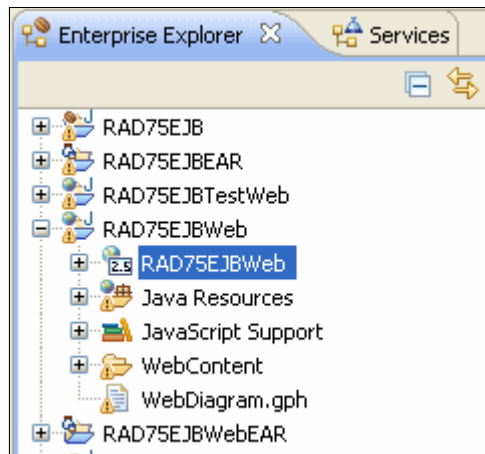 Enterprise Explorer Services
RAD75EJB
RAD75EJBEAR
RAD75EJBTestWeb
RAD75EJBWeb
2.5 RAD75EJBWeb
Java Resources
JavaScript Support
WebContent
WebDiagram.gph
RAD75EJBWebEAR